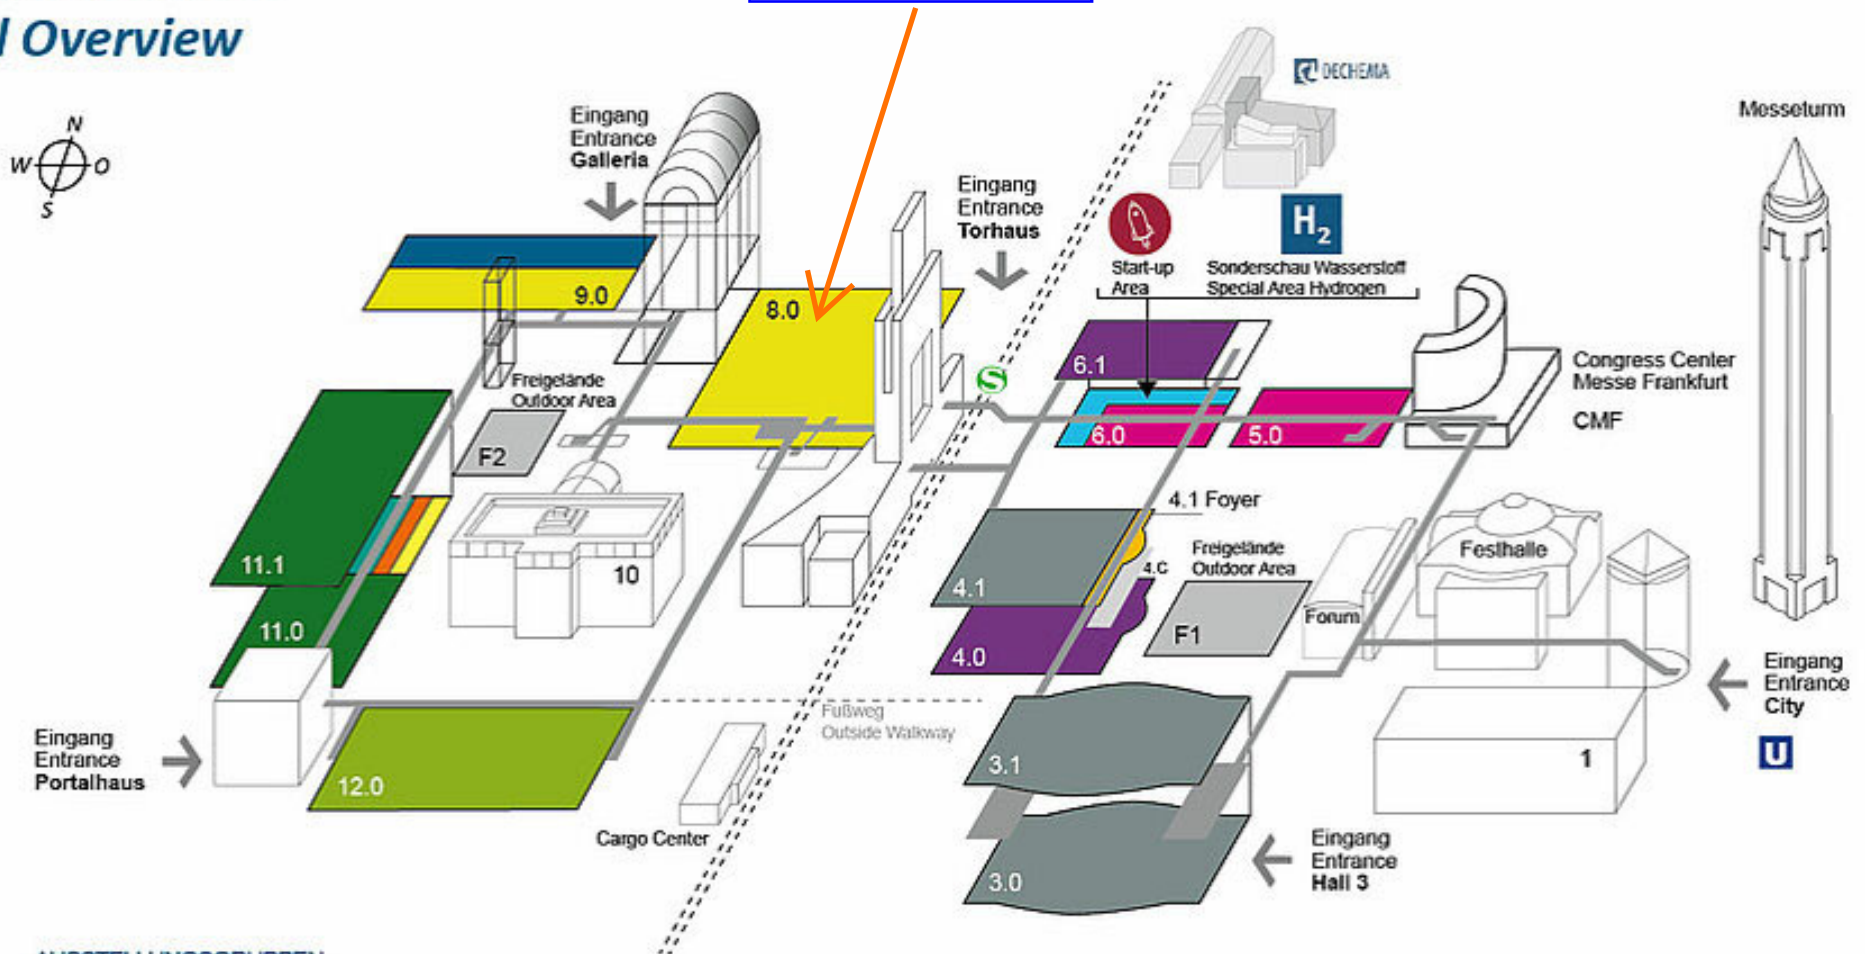 l Overview
DECHEMA
Messeturm
N
W O
S
Eingang
Entrance
Galleria
Eingang
Entrance
Torhaus
H2
Start-up
Area
Sonderschau Wasserstoff
Special Area Hydrogen
9.0
8.0
6.1
S
Freigelände
Outdoor Area
F2
6.0
5.0
Congress Center
Messe Frankfurt
CMF
11.1
10
4.1 Foyer
4.1
4.C
Freigelände
Outdoor Area
Festhalle
11.0
4.0
F1
Forum
Eingang
Entrance
City
U
Fußweg
Outside Walkway
Eingang
Entrance
Portalhaus
12.0
3.1
1
Cargo Center
Eingang
Entrance
Hall 3
3.0